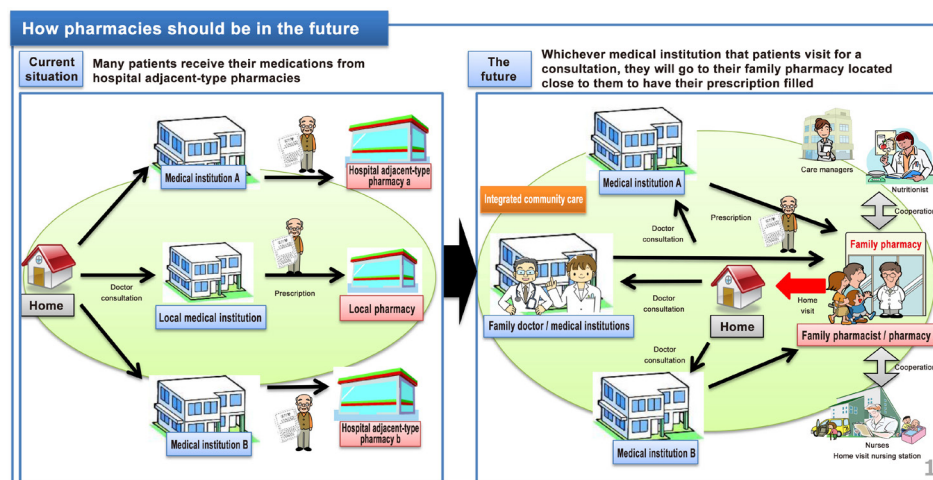 How pharmacies should be in the future
Current
situation
Many patients receive their medications from
hospital adjacent-type pharmacies
Medical institution A
Hospital adjacent-type
pharmacy a
Home
Doctor
consultation
Local medical institution
Prescription
Local pharmacy
Medical institution B
Hospital adjacent-type
pharmacy b
The
future
Whichever medical institution that patients visit for a
consultation, they will go to their family pharmacy located
close to them to have their prescription filled
Medical institution A
Care managers
Nutritionist
Integrated community care
Doctor
consultation
Prescription
Cooperation
Family pharmacy
Family doctor / medical institutions
Doctor
consultation
Home
Home
visit
Family pharmacist / pharmacy
Doctor
consultation
Cooperation
Medical institution B
Nurses
Home visit nursing station
1